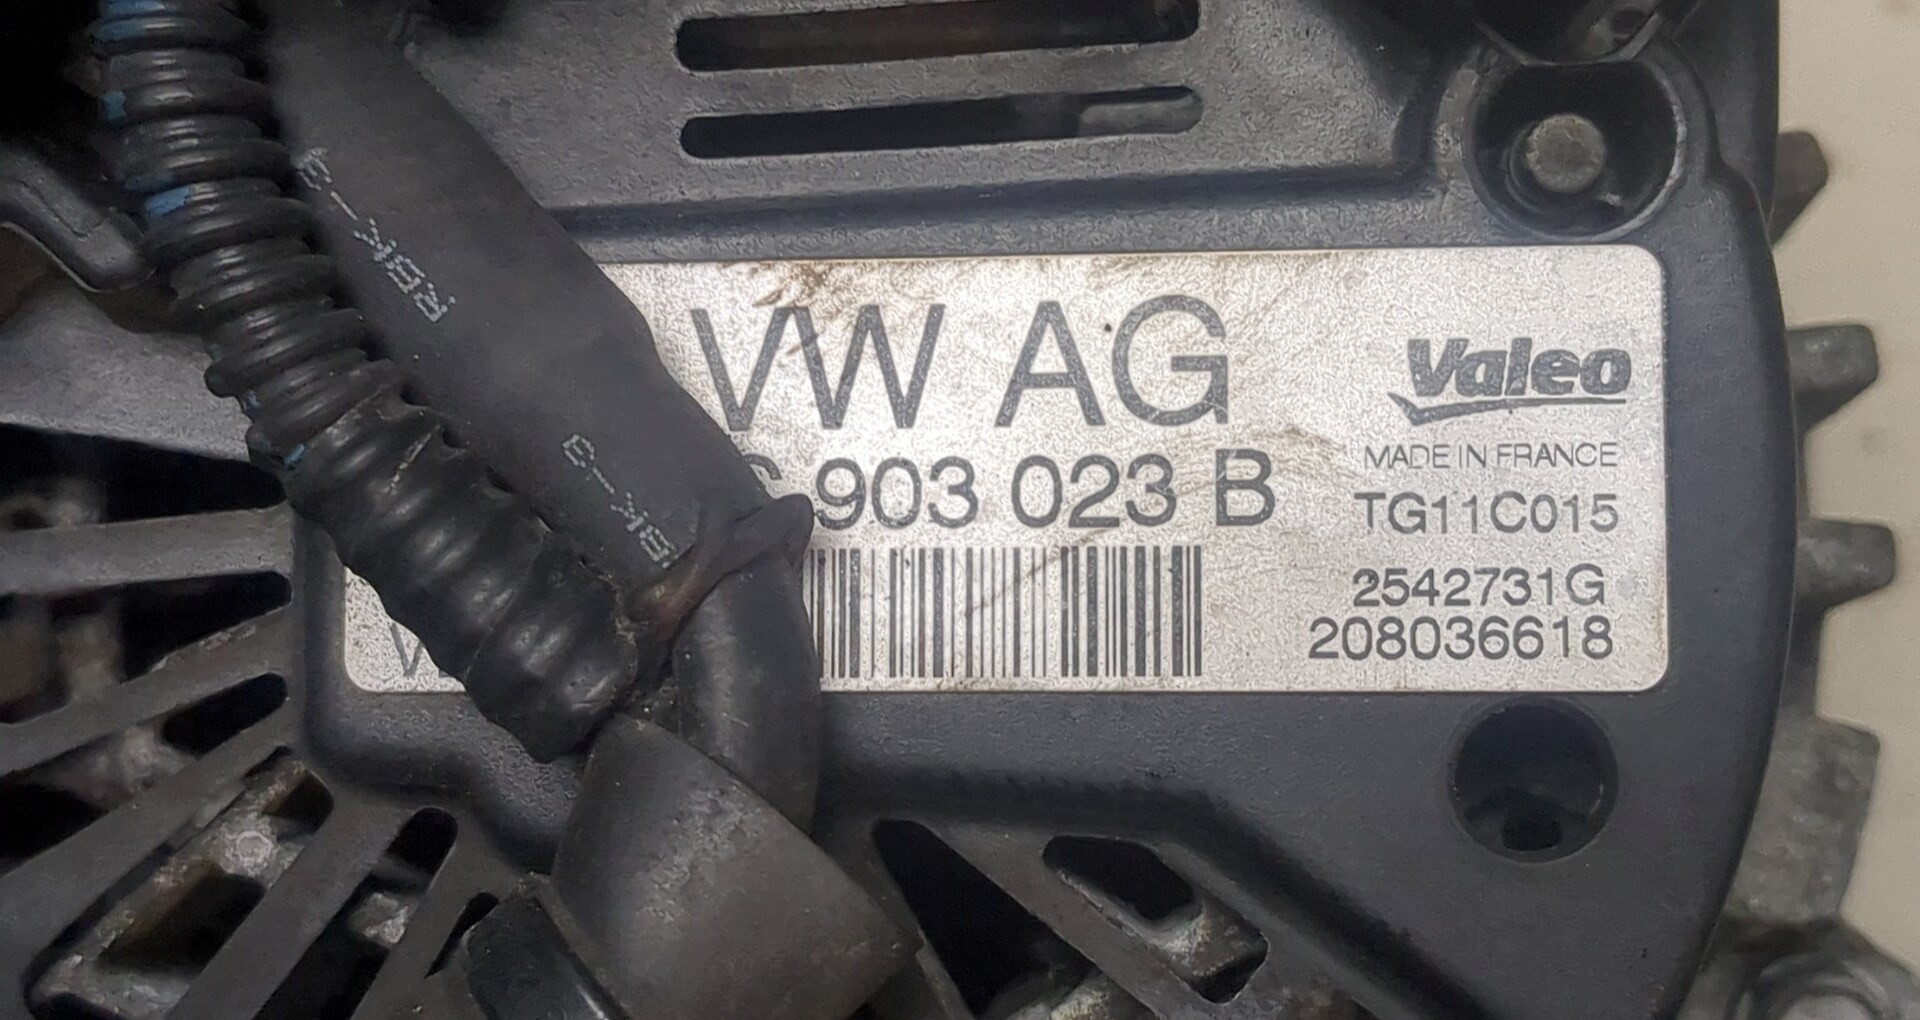 VW AG
903 023 B
Valeo
MADE IN FRANCE
TG11C015
2542731G
208036618